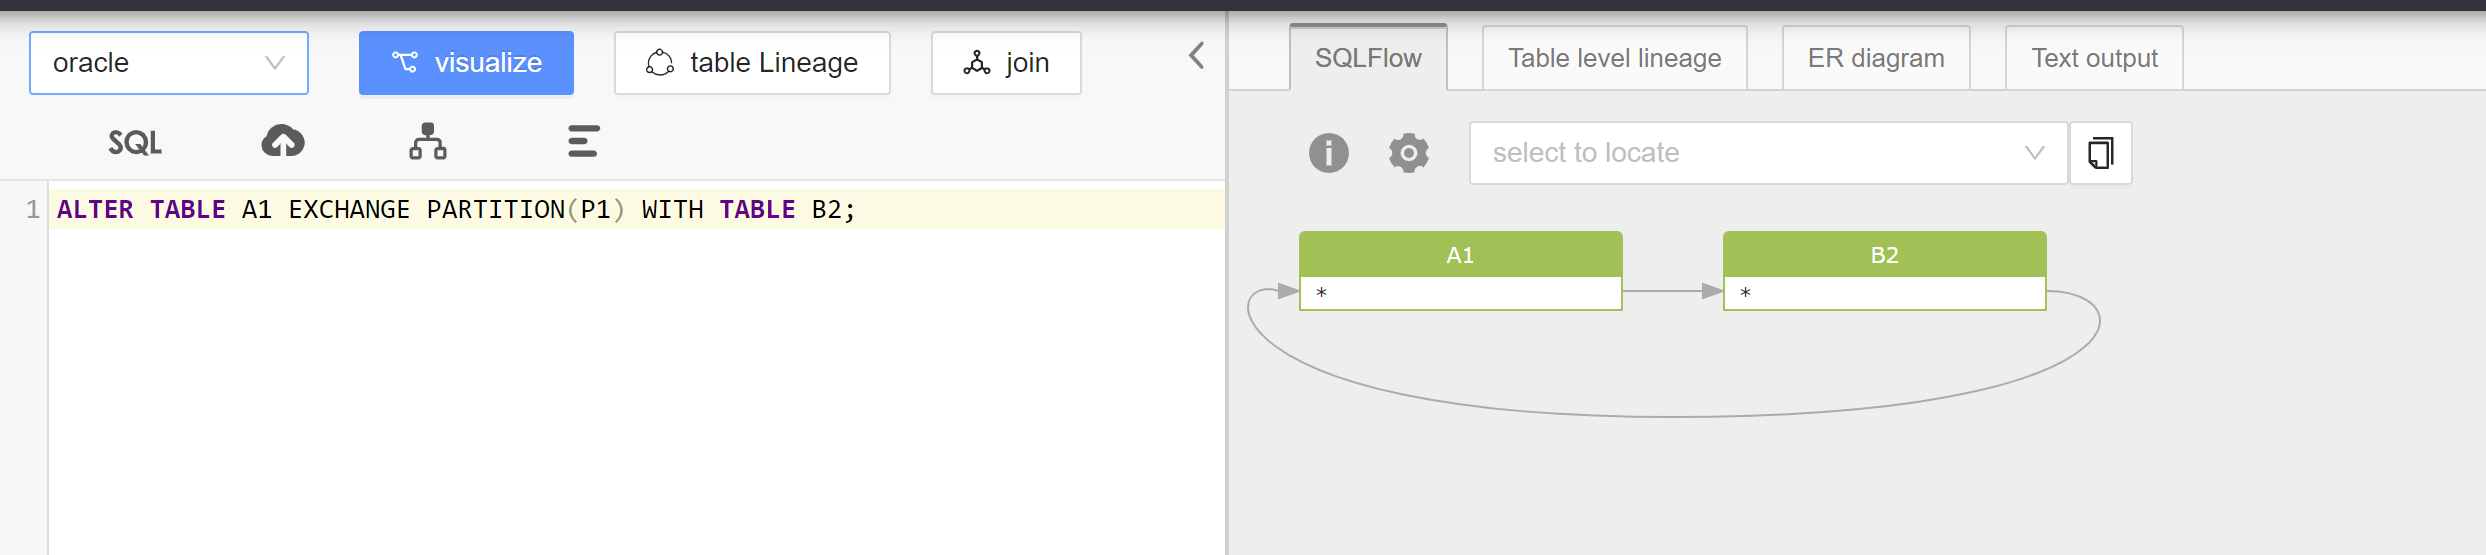 oracle
visualize
table Lineage
join
SQL
1 ALTER TABLE A1 EXCHANGE PARTITION(P1) WITH TABLE B2;
SQLFlow
Table level lineage
ER diagram
Text output
select to locate
A1
*
B2
*